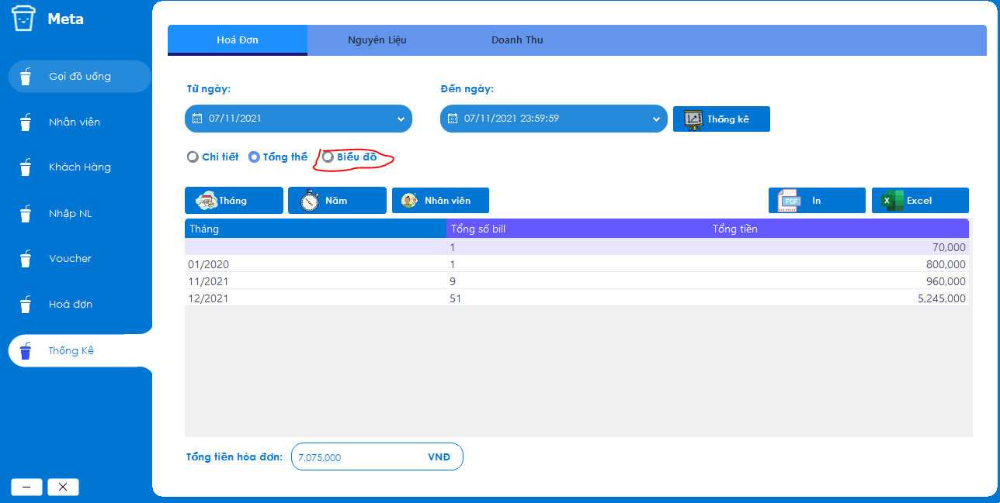 Meta
Gọi đồ uống
Nhân viên
Khách Hàng
Nhập NL
Voucher
Hoá đơn
Thống Kê
Hoá Đơn Nguyên Liệu Doanh Thu
Từ ngày: Đến ngày:
07/11/2021 07/11/2021 23:59:59 Thống kê
Chi tiết Tổng thể Biểu đồ
Tháng Năm Nhân viên PDF In X Excel
Tháng Tổng số bill Tổng tiền
1 70,000
01/2020 1 800,000
11/2021 9 960,000
12/2021 51 5,245,000
Tổng tiền hóa đơn: 7,075,000 VNĐ